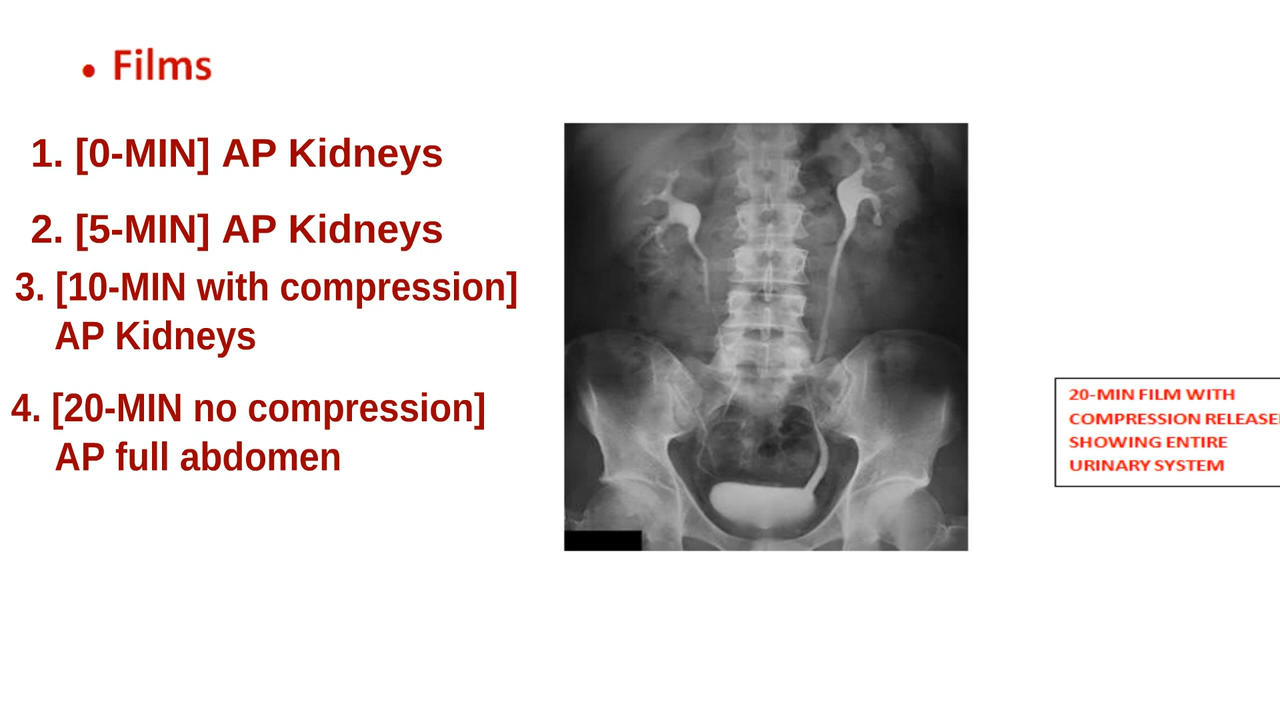 • Films
1. [0-MIN] AP Kidneys
2. [5-MIN] AP Kidneys
3. [10-MIN with compression]
AP Kidneys
4. [20-MIN no compression]
AP full abdomen
20-MIN FILM WITH
COMPRESSION
SHOWING ENTIRE
URINARY SYSTEM